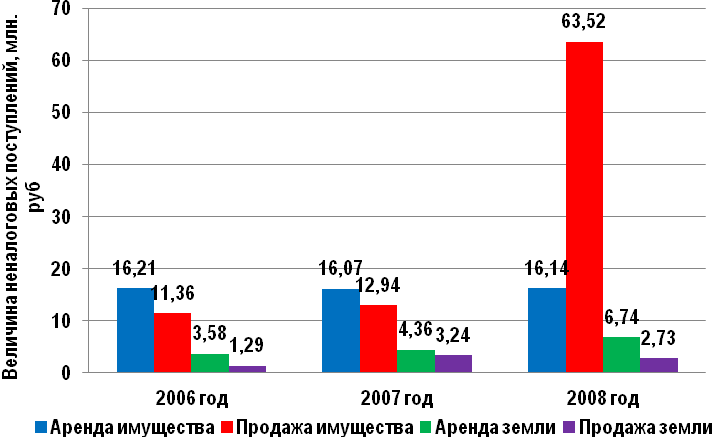 Величина неналоговых поступлений, млн.
руб
70
60
50
40
30
20
10
0
16,21
11,36
3,58
1,29
16,07
12,94
4,36
3,24
16,14
63,52
6,74
2,73
2006 год
2007 год
2008 год
Аренда имущества
Продажа имущества
Аренда земли
Продажа земли